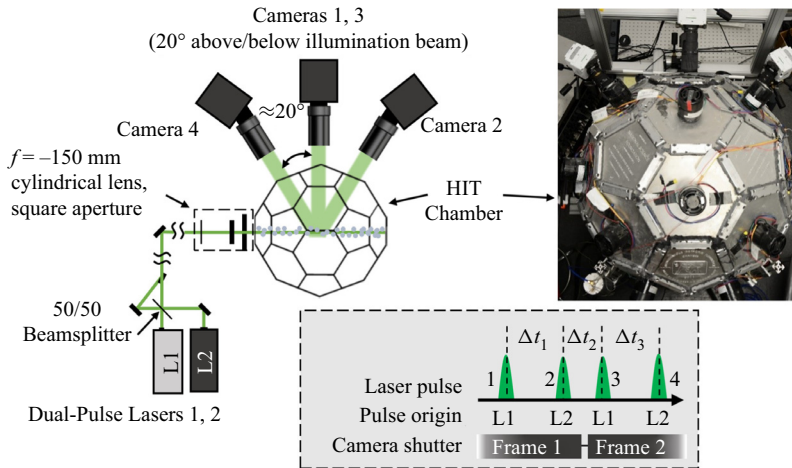 Cameras 1, 3
(20° above/below illumination beam)
≈20°
Camera 4
Camera 2
f = –150 mm
cylindrical lens,
square aperture
HIT
Chamber
50/50
Beamsplitter
L1
L2
Dual-Pulse Lasers 1, 2
Δt1 Δt2 Δt3
Laser pulse 1 2 3 4
Pulse origin L1 L2 L1 L2
Camera shutter Frame 1 Frame 2